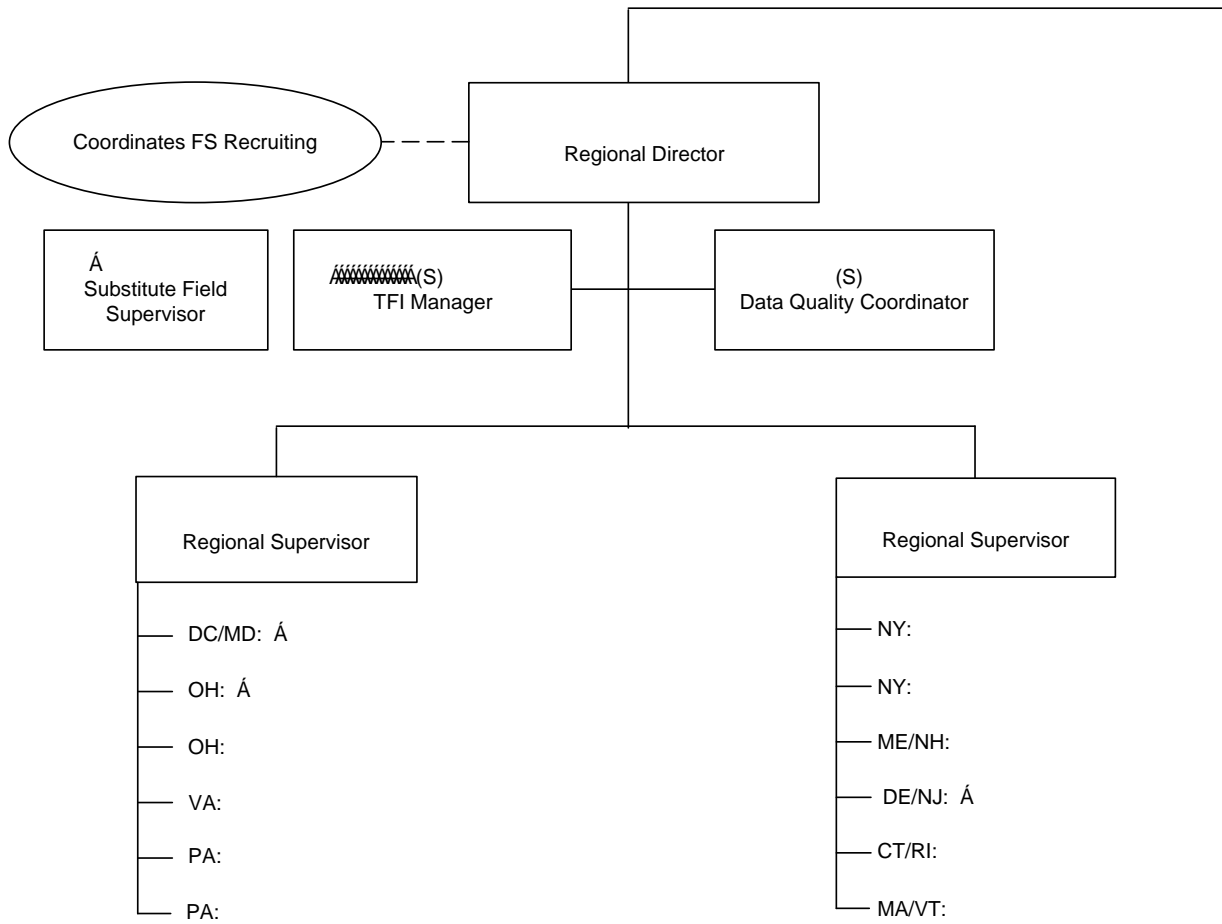 Coordinates FS Recruiting
Regional Director
Á
Substitute Field
Supervisor
(S)
TFI Manager
(S)
Data Quality Coordinator
Regional Supervisor
DC/MD: Á
OH: Á
OH:
VA:
PA:
PA:
Regional Supervisor
NY:
NY:
ME/NH:
DE/NJ: Á
CT/RI:
MA/VT: